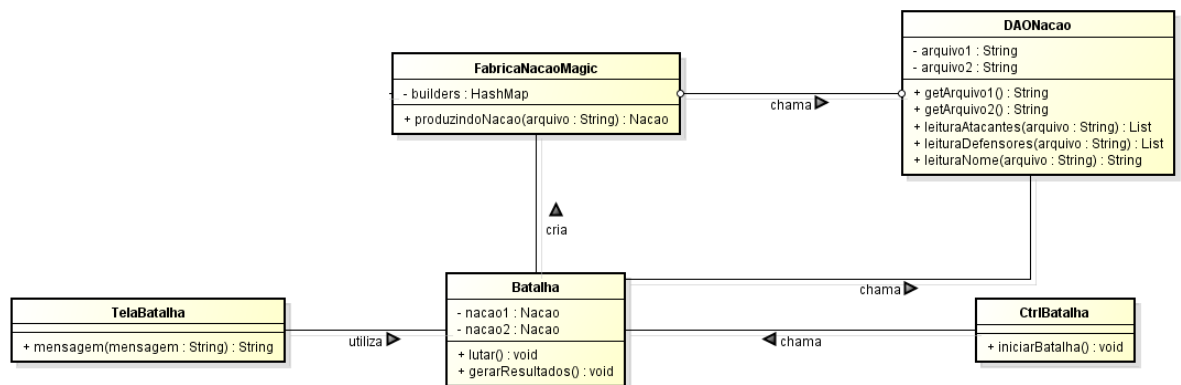 DAONacao
- arquivo1 : String
- arquivo2 : String
+ getArquivo1() : String
+ getArquivo2() : String
+ leituraAtacantes(arquivo : String) : List
+ leituraDefensores(arquivo : String) : List
+ leituraNome(arquivo : String) : String
FabricaNacaoMagic
- builders : HashMap
+ produzindoNacao(arquivo : String) : Nacao
chama
cria
chama
Batalha
- nacao1 : Nacao
- nacao2 : Nacao
+ lutar() : void
+ gerarResultados() : void
TelaBatalha
+ mensagem(mensagem : String) : String
utiliza
chama
CtrlBatalha
+ iniciarBatalha() : void